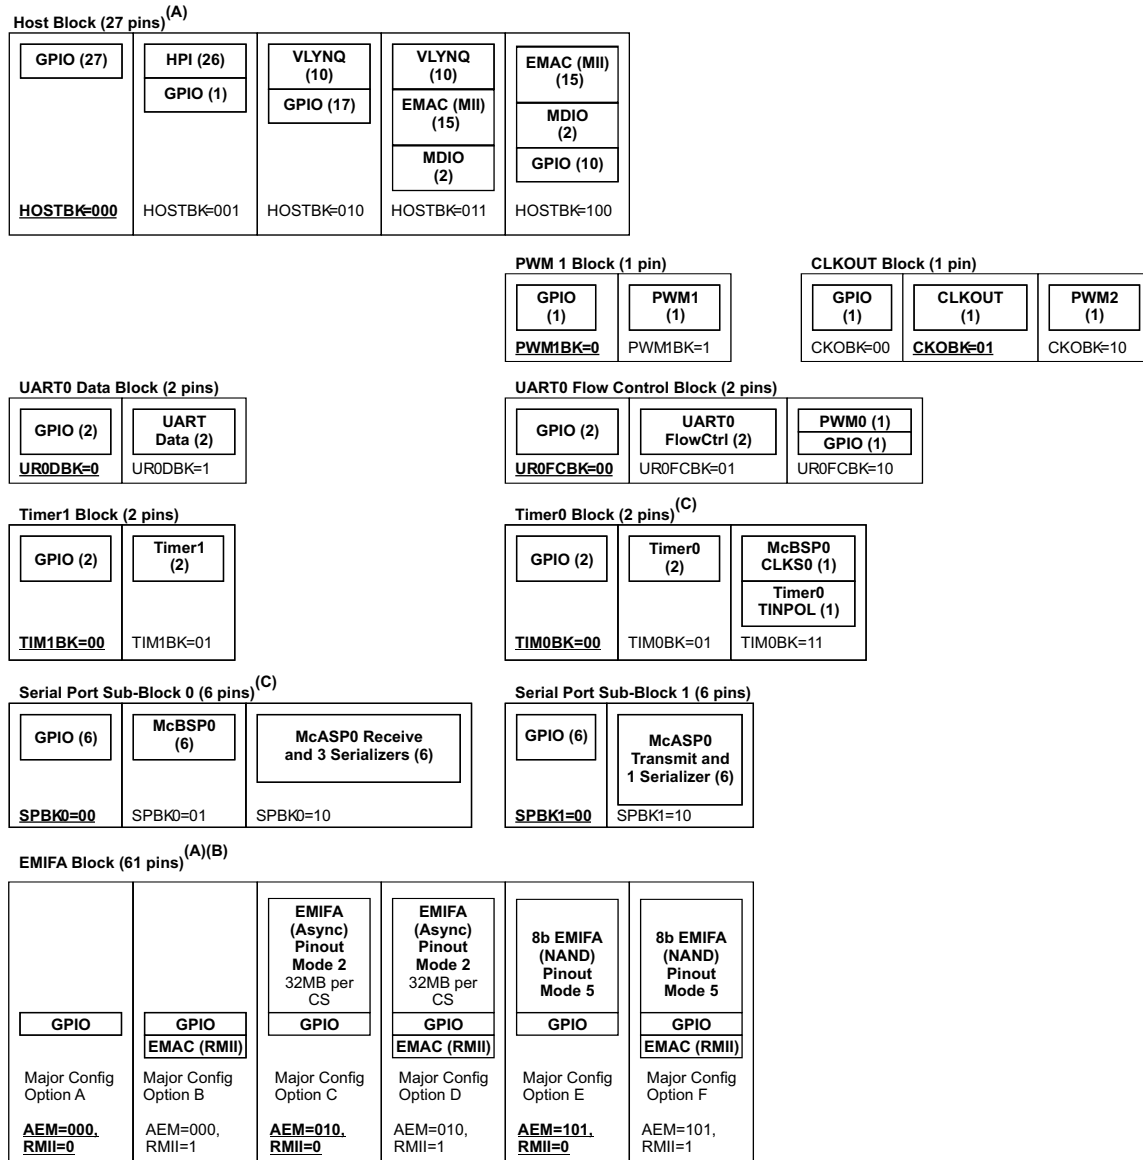 Host Block (27 pins)(A)
GPIO (27)
HOSTBK=000
HPI (26)
GPIO (1)
HOSTBK=001
VLYNQ
(10)
GPIO (17)
HOSTBK=010
VLYNQ
(10)
EMAC (MII)
(15)
MDIO
(2)
HOSTBK=011
EMAC (MII)
(15)
MDIO
(2)
GPIO (10)
HOSTBK=100
PWM 1 Block (1 pin)
GPIO
(1)
PWM1BK=0
PWM1
(1)
PWM1BK=1
CLKOUT Block (1 pin)
GPIO
(1)
CKOBK=00
CLKOUT
(1)
CKOBK=01
PWM2
(1)
CKOBK=10
UART0 Data Block (2 pins)
GPIO (2)
UR0DBK=0
UART
Data (2)
UR0DBK=1
UART0 Flow Control Block (2 pins)
GPIO (2)
UR0FCBK=00
UART0
FlowCtrl (2)
UR0FCBK=01
PWM0 (1)
GPIO (1)
UR0FCBK=10
Timer1 Block (2 pins)
GPIO (2)
TIM1BK=00
Timer1
(2)
TIM1BK=01
Timer0 Block (2 pins)(C)
GPIO (2)
TIM0BK=00
Timer0
(2)
TIM0BK=01
McBSP0
CLKS0 (1)
Timer0
TINPOL (1)
TIM0BK=11
Serial Port Sub-Block 0 (6 pins)(C)
GPIO (6)
SPBK0=00
McBSP0
(6)
SPBK0=01
McASP0 Receive
and 3 Serializers (6)
SPBK0=10
Serial Port Sub-Block 1 (6 pins)
GPIO (6)
SPBK1=00
McASP0
Transmit and
1 Serializer (6)
SPBK1=10
EMIFA Block (61 pins)(A)(B)
GPIO
Major Config
Option A
AEM=000,
RMII=0
GPIO
EMAC (RMII)
Major Config
Option B
AEM=000,
RMII=1
EMIFA
(Async)
Pinout
Mode 2
32MB per
CS
GPIO
Major Config
Option C
AEM=010,
RMII=0
EMIFA
(Async)
Pinout
Mode 2
32MB per
CS
GPIO
EMAC (RMII)
Major Config
Option D
AEM=010,
RMII=1
8b EMIFA
(NAND)
Pinout
Mode 5
GPIO
Major Config
Option E
AEM=101,
RMII=0
8b EMIFA
(NAND)
Pinout
Mode 5
GPIO
EMAC (RMII)
Major Config
Option F
AEM=101,
RMII=1